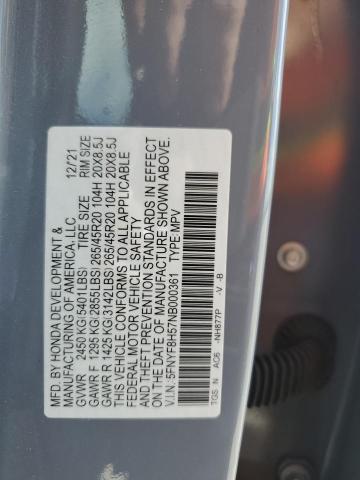 MFD. BY HONDA DEVELOPMENT &
MANUFACTURING OF AMERICA, LLC 12/21
GVWR 2450 KG(5401LBS) TIRE SIZE RIM SIZE
GAWR F 1295 KG(2855LBS) 265/45R20 104H 20X8.5J
GAWR R 1425 KG(3142LBS) 265/45R20 104H 20X8.5J
THIS VEHICLE CONFORMS TO ALL APPLICABLE
FEDERAL MOTOR VEHICLE SAFETY
AND THEFT PREVENTION STANDARDS IN EFFECT
ON THE DATE OF MANUFACTURE SHOWN ABOVE.
V.I.N: 5FNYF8H57NB000361 TYPE: MPV
TGS N AC6 -NH877P -V -B